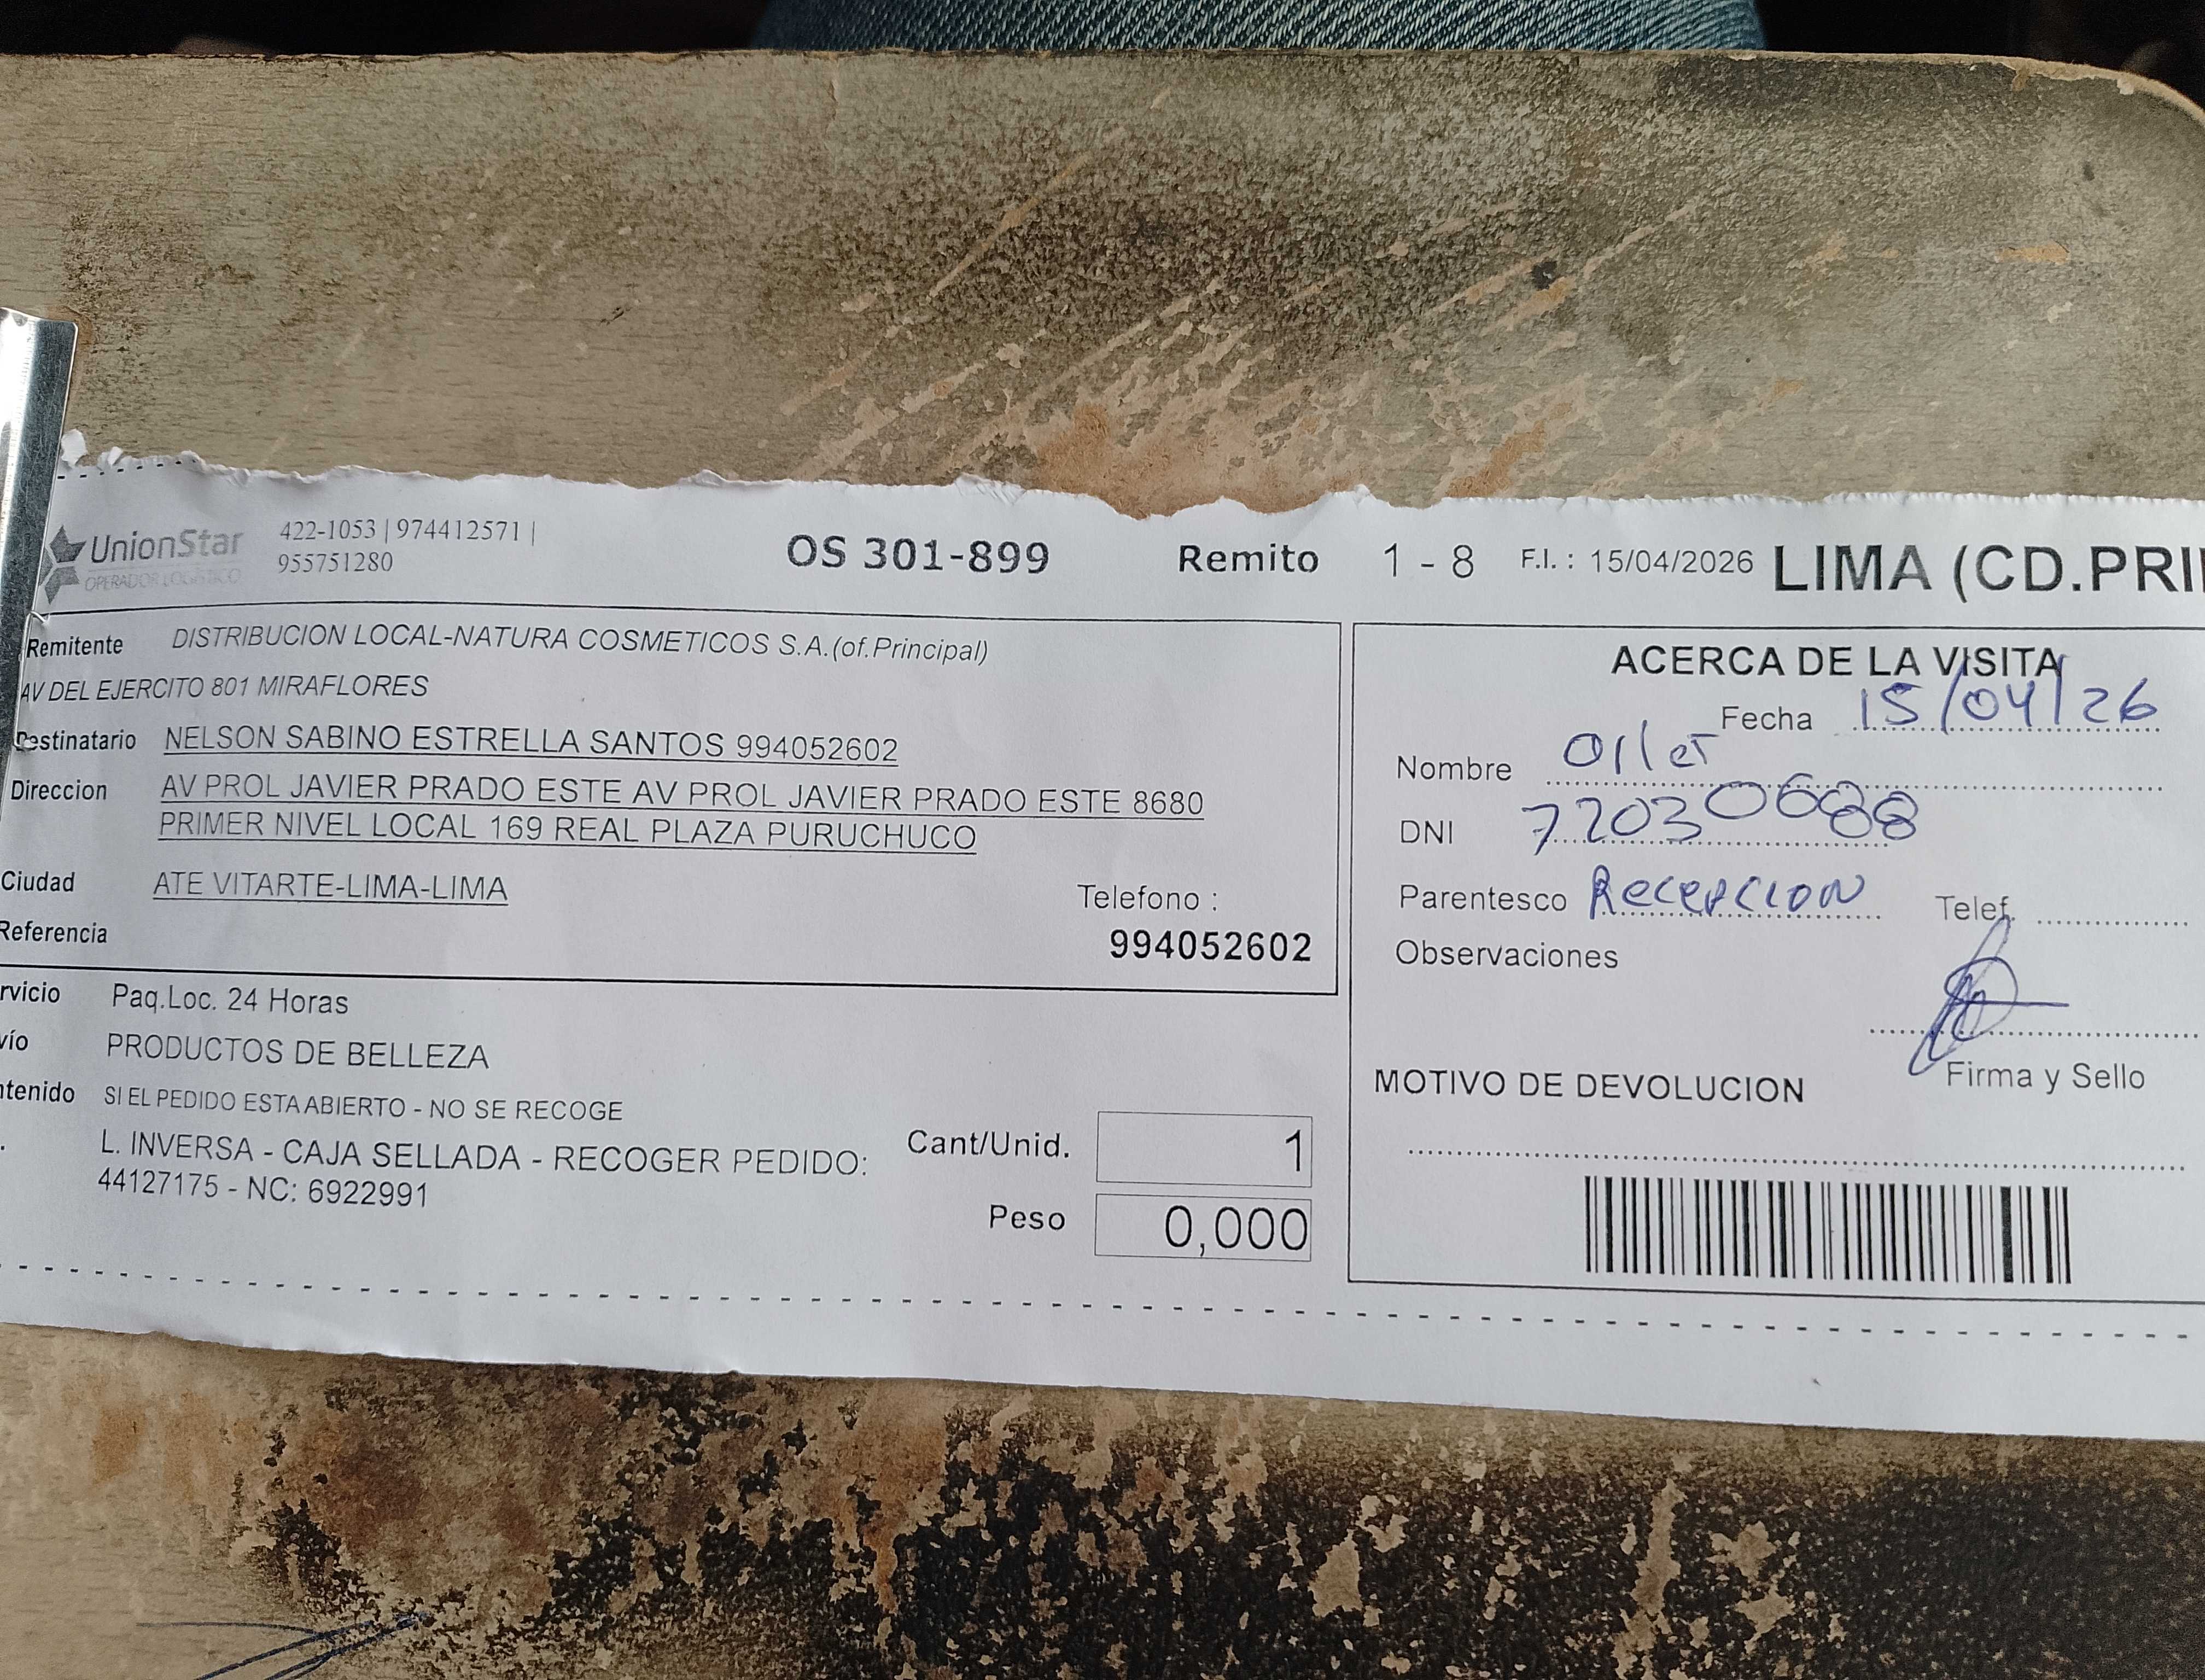 UnionStar
OPERADOR LOGÍSTICO
422-1053 | 974412571 |
955751280
OS 301-899
Remito 1 - 8
F.I. : 15/04/2026
LIMA (CD.PRI
Remitente DISTRIBUCION LOCAL-NATURA COSMETICOS S.A.(of.Principal)
AV DEL EJERCITO 801 MIRAFLORES
Destinatario NELSON SABINO ESTRELLA SANTOS 994052602
Direccion AV PROL JAVIER PRADO ESTE AV PROL JAVIER PRADO ESTE 8680
PRIMER NIVEL LOCAL 169 REAL PLAZA PURUCHUCO
Ciudad ATE VITARTE-LIMA-LIMA
Telefono :
Referencia
994052602
rvicio Paq.Loc. 24 Horas
vío PRODUCTOS DE BELLEZA
ntenido SI EL PEDIDO ESTA ABIERTO - NO SE RECOGE
L. INVERSA - CAJA SELLADA - RECOGER PEDIDO:
44127175 - NC: 6922991
Cant/Unid. 1
Peso 0,000
ACERCA DE LA VISITA
Fecha 15/04/26
Nombre
DNI 72030688
Parentesco RECEPCION
Telef.
Observaciones
Firma y Sello
MOTIVO DE DEVOLUCION